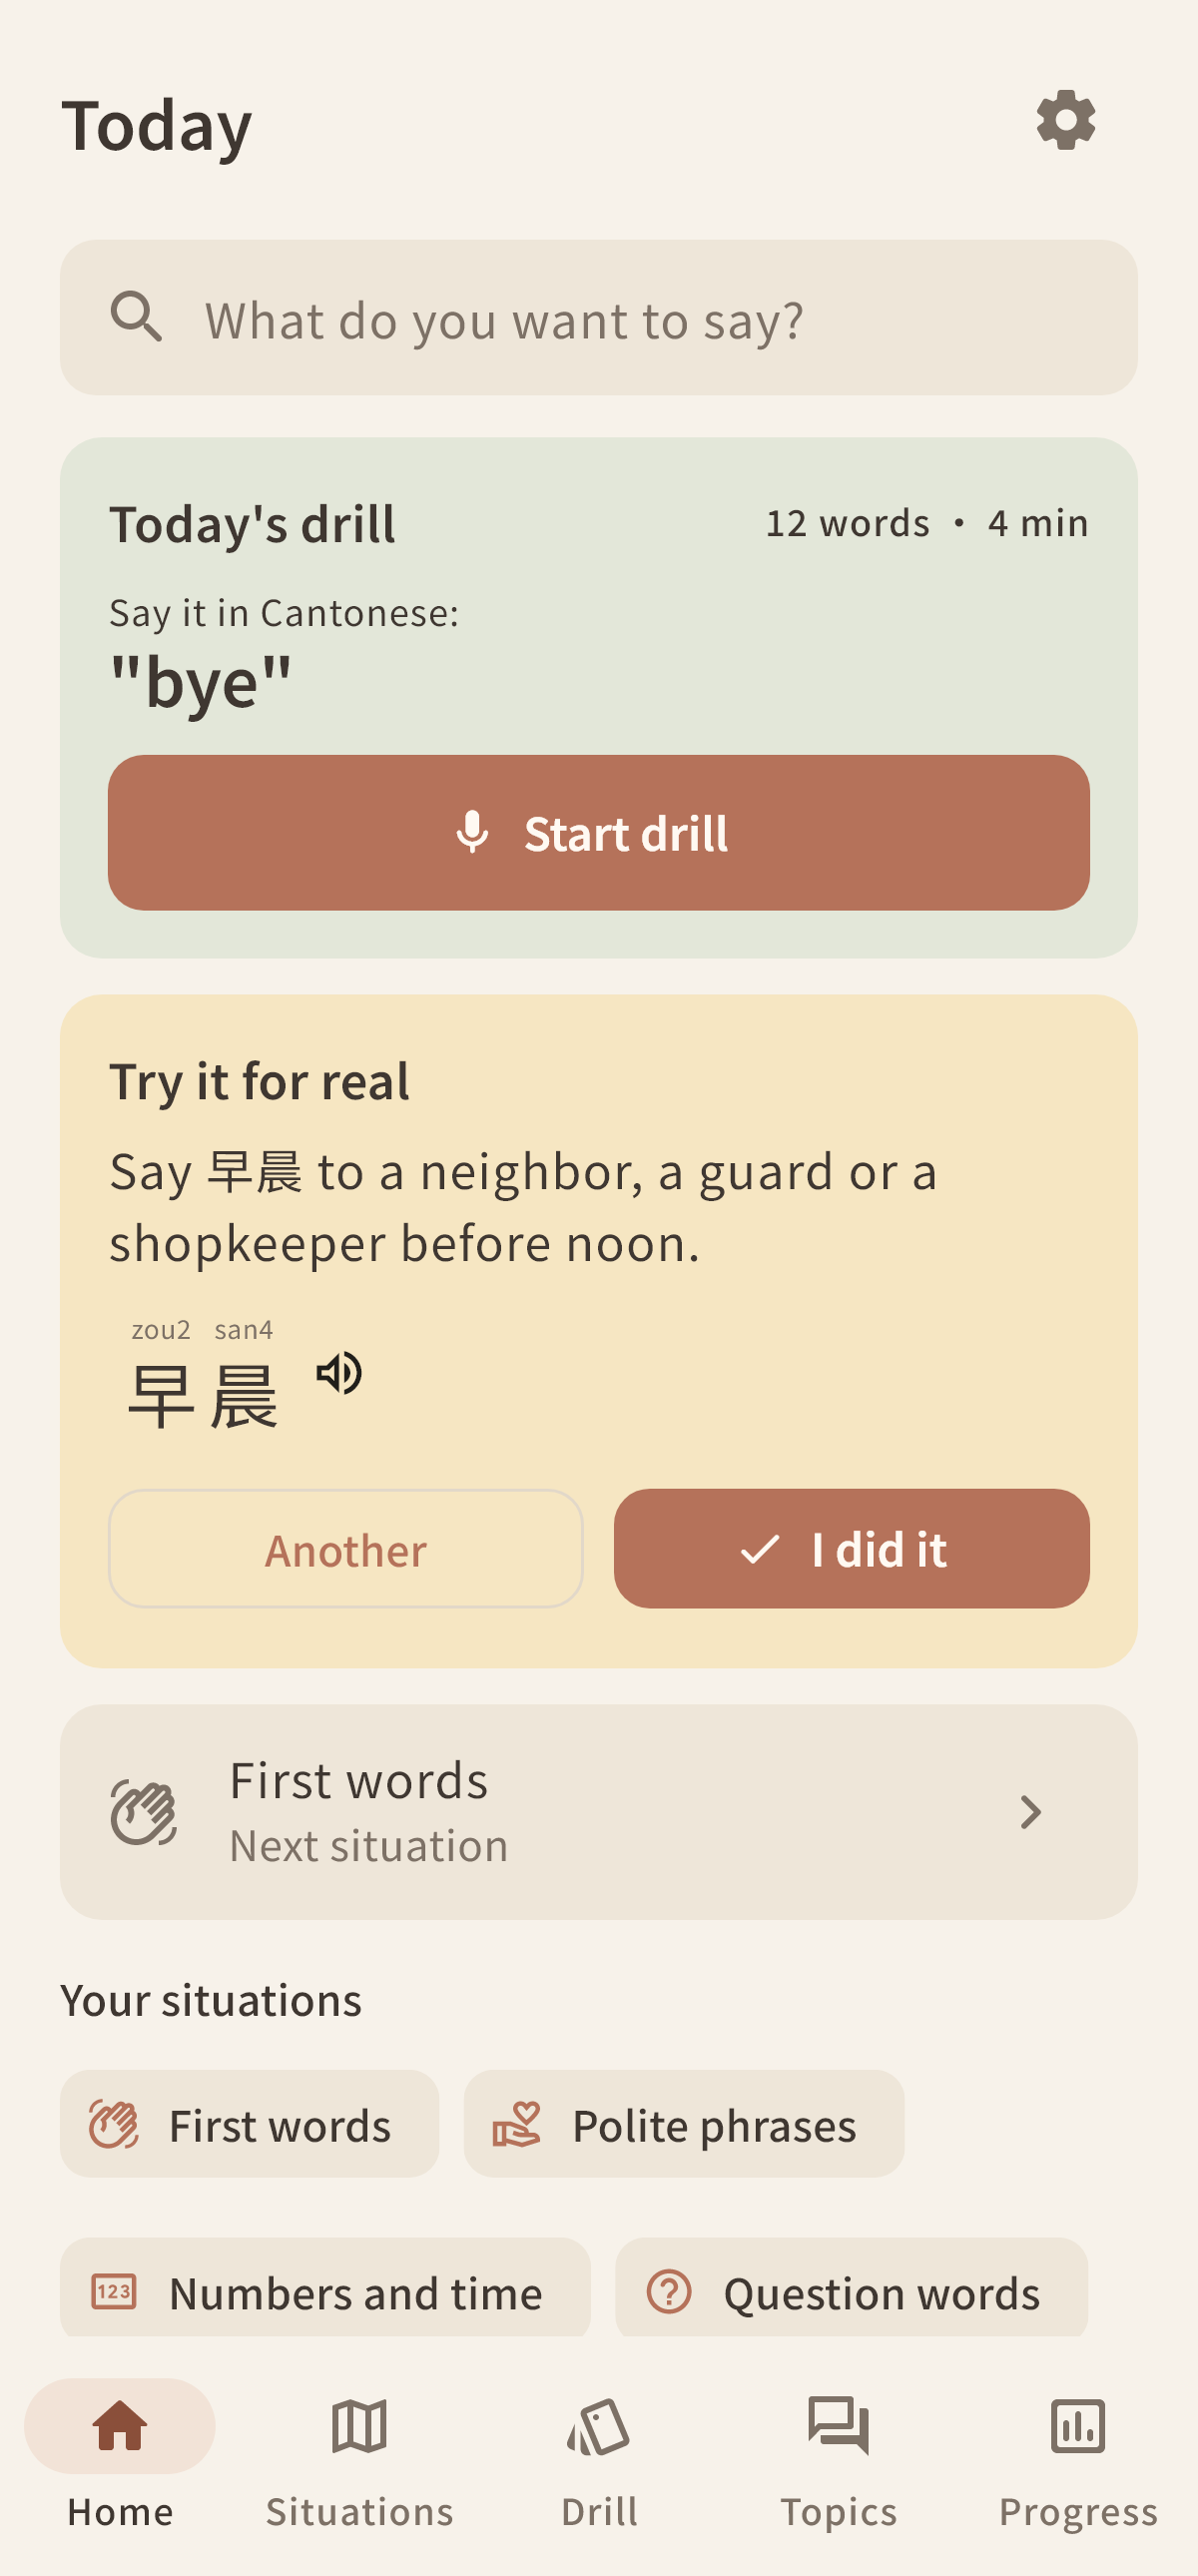 Today
What do you want to say?
Today's drill
12 words • 4 min
Say it in Cantonese:
"bye"
Start drill
Try it for real
Say 早晨 to a neighbor, a guard or a
shopkeeper before noon.
zou2 san4
早晨
Another
I did it
First words
Next situation
Your situations
First words
Polite phrases
123
Numbers and time
?
Question words
Home
Situations
Drill
Topics
Progress